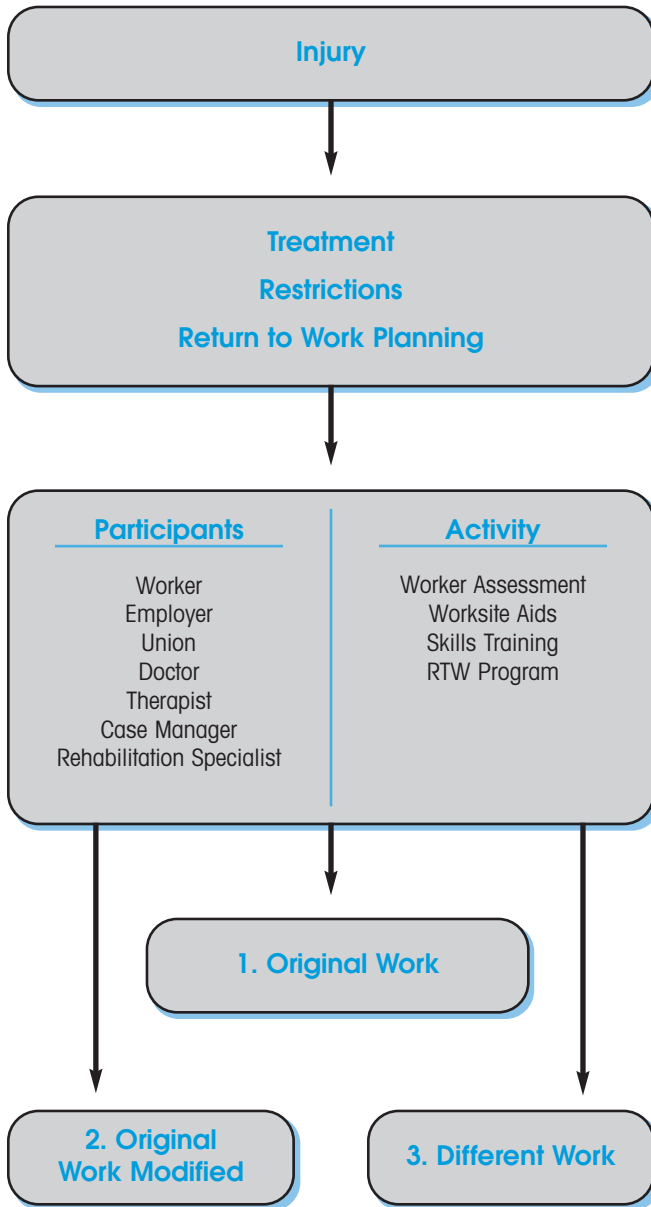 Injury
Treatment
Restrictions
Return to Work Planning
Participants
Worker
Employer
Union
Doctor
Therapist
Case Manager
Rehabilitation Specialist
Activity
Worker Assessment
Worksite Aids
Skills Training
RTW Program
1. Original Work
2. Original
Work Modified
3. Different Work